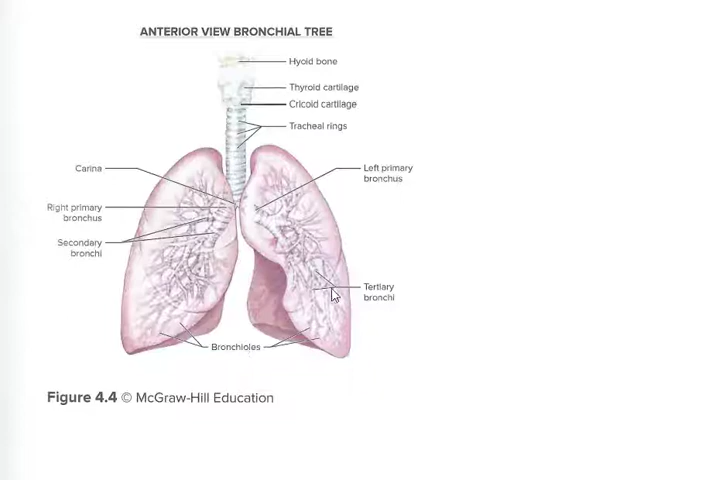 ANTERIOR VIEW BRONCHIAL TREE
Hyoid bone
Thyroid cartilage
Cricoid cartilage
Tracheal rings
Carina
Left primary
bronchus
Right primary
bronchus
Secondary
bronchi
Tertiary
bronchi
Bronchioles
Figure 4.4 © McGraw-Hill Education